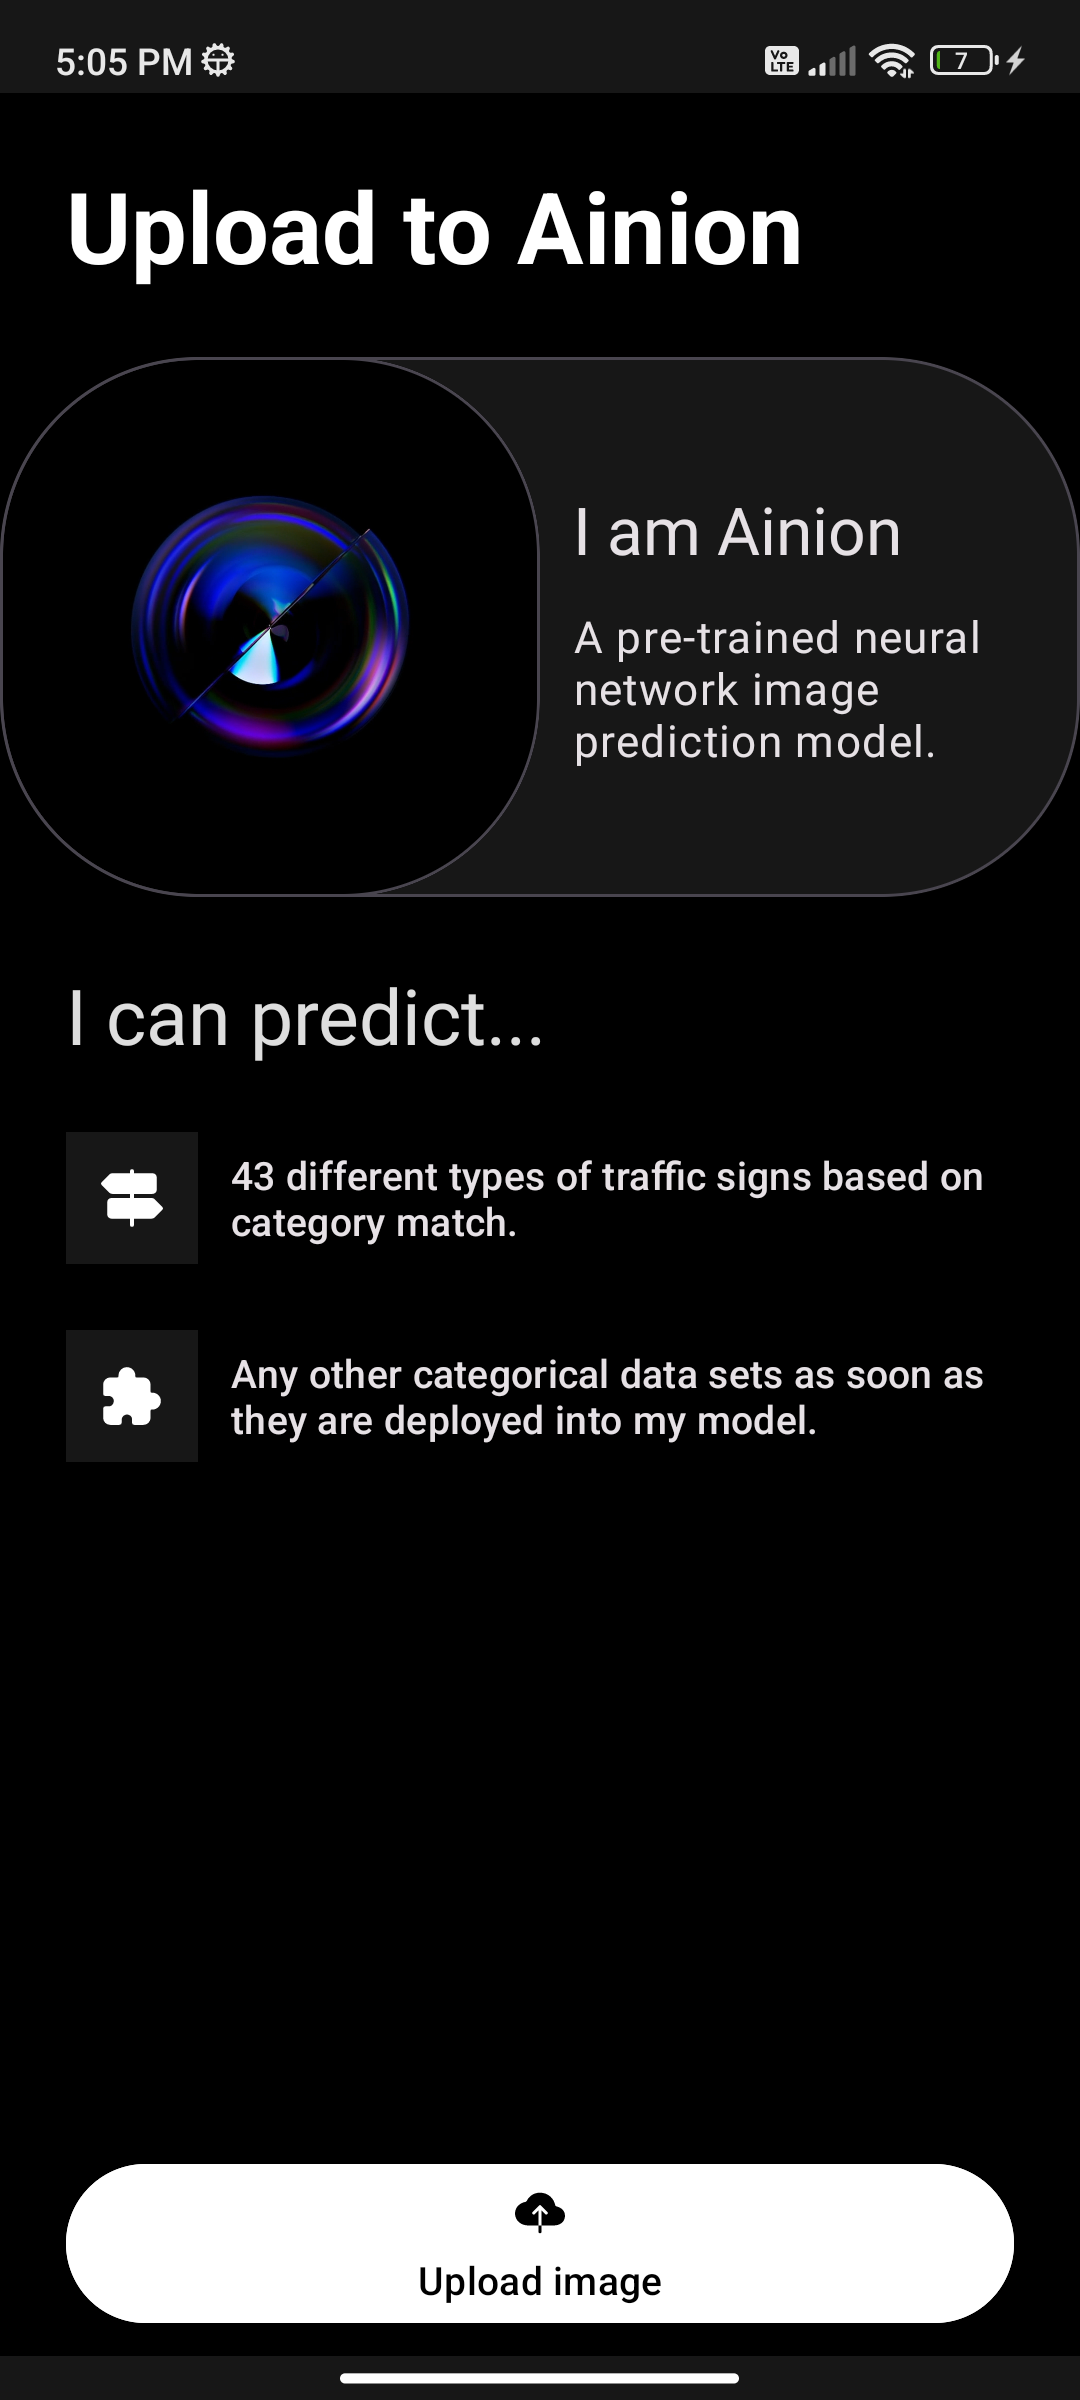 5:05 PM
Vo
LTE
7
Upload to Ainion
I am Ainion
A pre-trained neural
network image
prediction model.
I can predict...
43 different types of traffic signs based on
category match.
Any other categorical data sets as soon as
they are deployed into my model.
Upload image